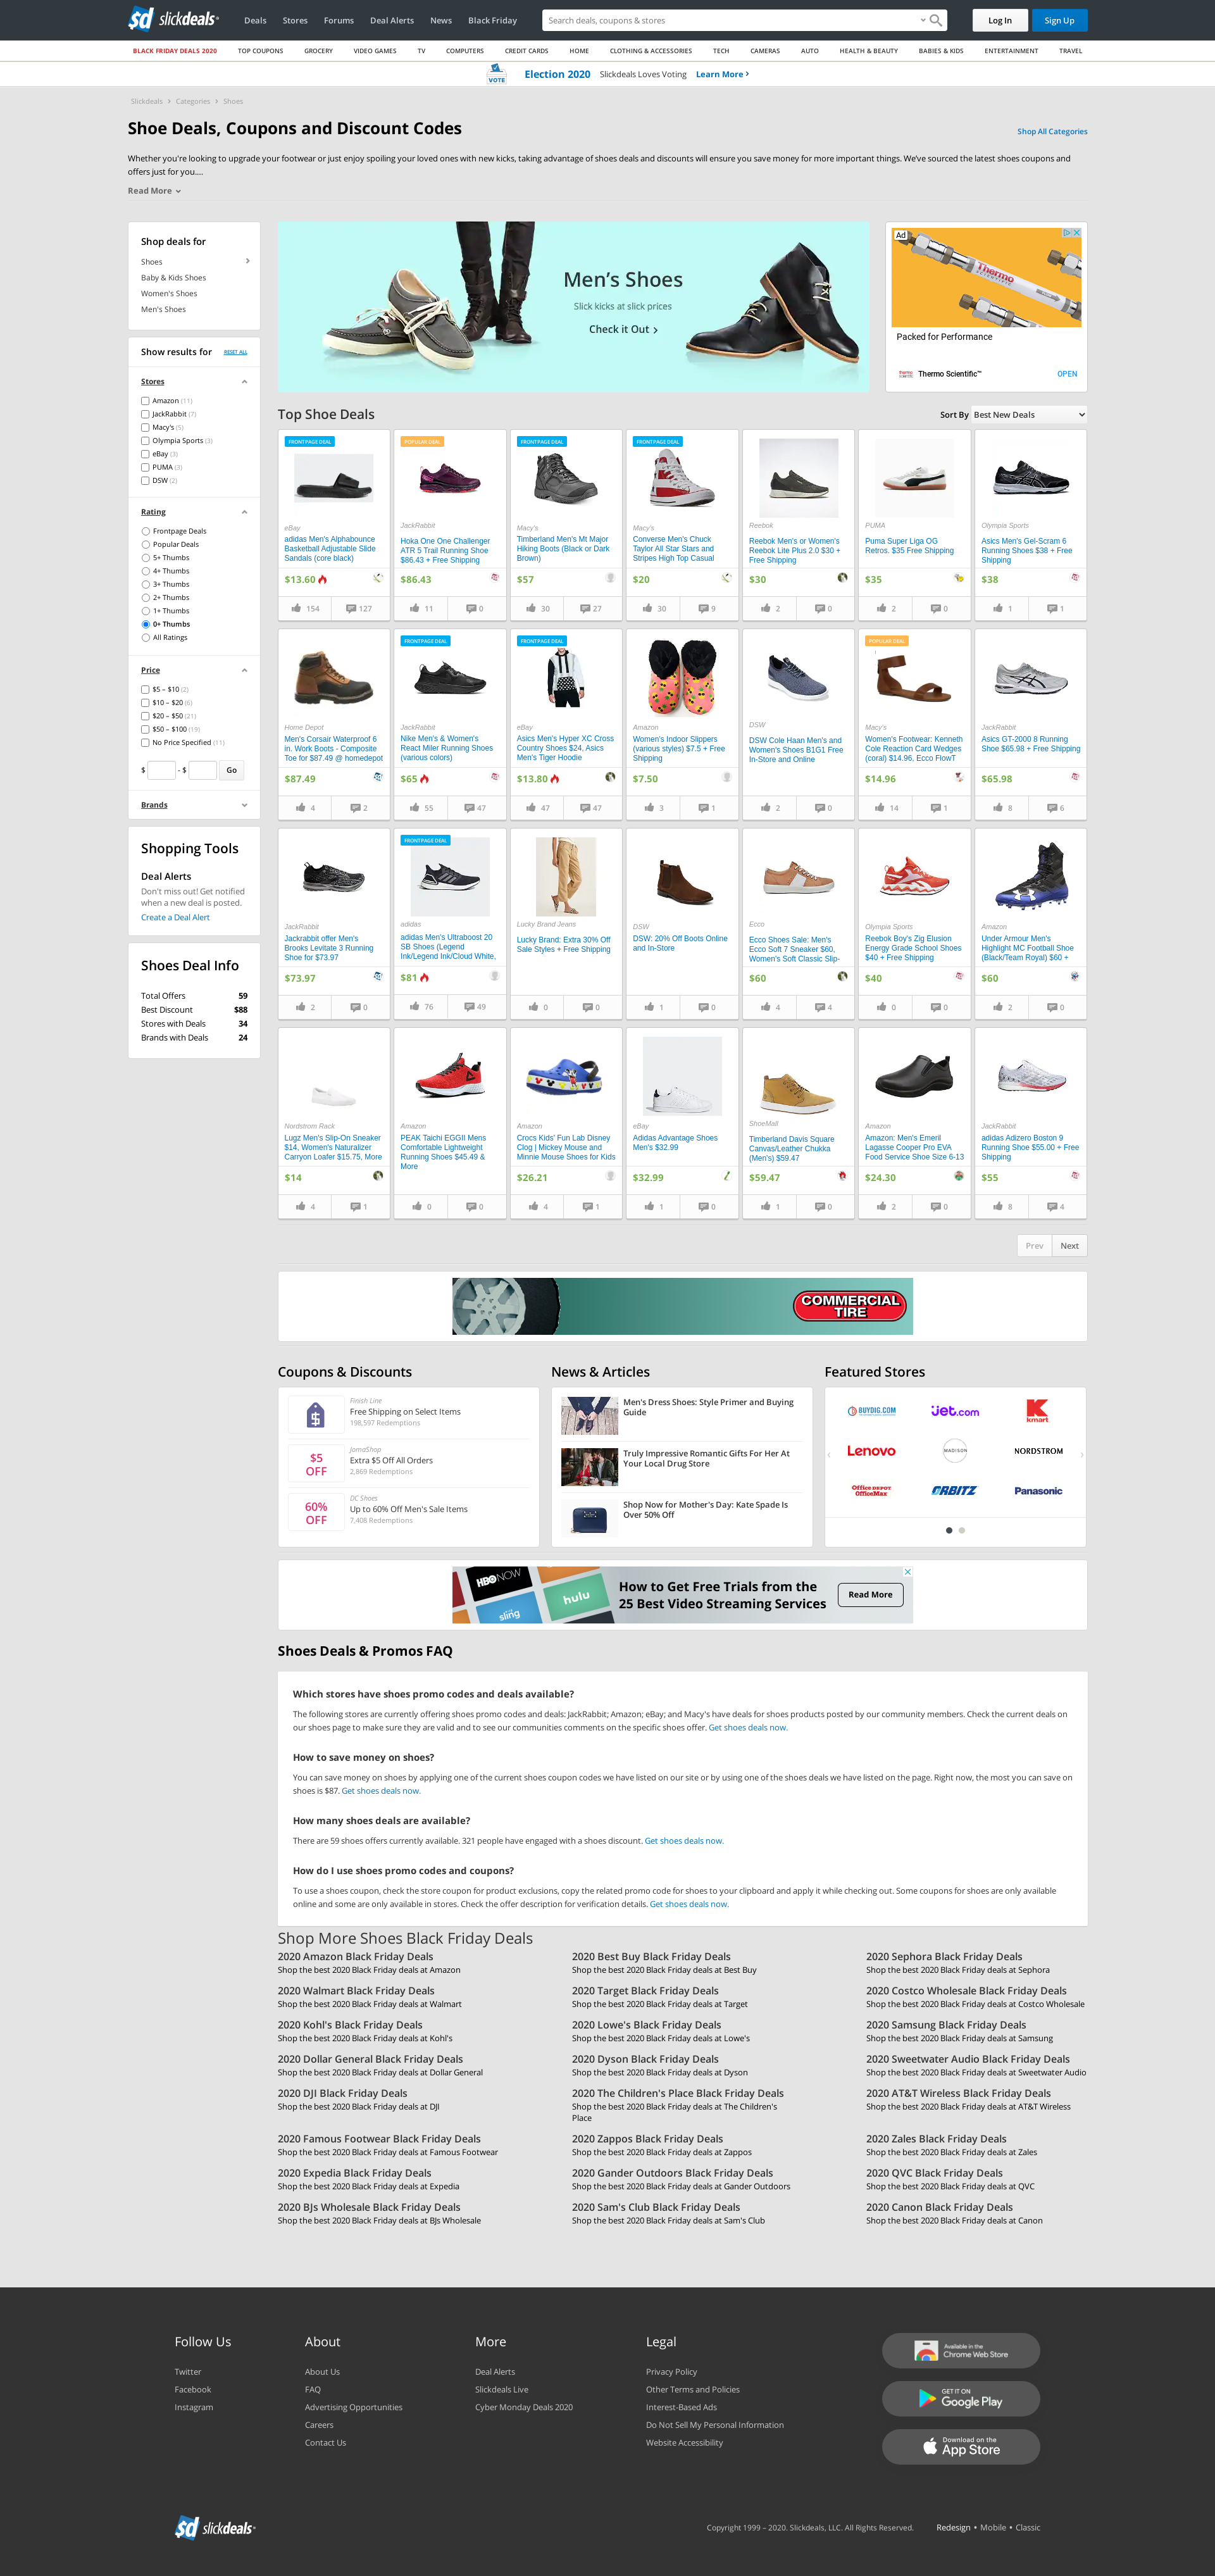 sd slickdeals
Deals Stores Forums Deal Alerts News Black Friday
Search deals, coupons & stores
Log In Sign Up
BLACK FRIDAY DEALS 2020 TOP COUPONS GROCERY VIDEO GAMES TV COMPUTERS CREDIT CARDS HOME CLOTHING & ACCESSORIES TECH CAMERAS AUTO HEALTH & BEAUTY BABIES & KIDS ENTERTAINMENT TRAVEL
VOTE Election 2020 Slickdeals Loves Voting Learn More
Slickdeals Categories Shoes
Shoe Deals, Coupons and Discount Codes
Shop All Categories
Whether you're looking to upgrade your footwear or just enjoy spoiling your loved ones with new kicks, taking advantage of shoes deals and discounts will ensure you save money for more important things. We've sourced the latest shoes coupons and
offers just for you....
Read More
Shop deals for
Shoes
Baby & Kids Shoes
Women's Shoes
Men's Shoes
Show results for RESET ALL
Stores
Amazon (11)
JackRabbit (7)
Macy's (5)
Olympia Sports (3)
eBay (3)
PUMA (3)
DSW (2)
Rating
Frontpage Deals
Popular Deals
5+ Thumbs
4+ Thumbs
3+ Thumbs
2+ Thumbs
1+ Thumbs
0+ Thumbs
All Ratings
Price
$5 – $10 (2)
$10 – $20 (6)
$20 – $50 (21)
$50 – $100 (19)
No Price Specified (11)
$ - $ Go
Brands
Shopping Tools
Deal Alerts
Don't miss out! Get notified
when a new deal is posted.
Create a Deal Alert
Shoes Deal Info
Total Offers 59
Best Discount $88
Stores with Deals 34
Brands with Deals 24
Men's Shoes
Slick kicks at slick prices
Check it Out
Ad
Thermo
SCIENTIFIC
Packed for Performance
Thermo Scientific™ OPEN
Top Shoe Deals
Sort By Best New Deals
FRONTPAGE DEAL
eBay
adidas Men's Alphabounce
Basketball Adjustable Slide
Sandals (core black)
$13.60
154 127
POPULAR DEAL
JackRabbit
Hoka One One Challenger
ATR 5 Trail Running Shoe
$86.43 + Free Shipping
$86.43
11 0
FRONTPAGE DEAL
Macy's
Timberland Men's Mt Major
Hiking Boots (Black or Dark
Brown)
$57
30 27
FRONTPAGE DEAL
Macy's
Converse Men's Chuck
Taylor All Star Stars and
Stripes High Top Casual
$20
30 9
Reebok
Reebok Men's or Women's
Reebok Lite Plus 2.0 $30 +
Free Shipping
$30
2 0
PUMA
Puma Super Liga OG
Retros. $35 Free Shipping
$35
2 0
Olympia Sports
Asics Men's Gel-Scram 6
Running Shoes $38 + Free
Shipping
$38
1 1
Home Depot
Men's Corsair Waterproof 6
in. Work Boots - Composite
Toe for $87.49 @ homedepot
$87.49
4 2
FRONTPAGE DEAL
JackRabbit
Nike Men's & Women's
React Miler Running Shoes
(various colors)
$65
55 47
FRONTPAGE DEAL
eBay
Asics Men's Hyper XC Cross
Country Shoes $24, Asics
Men's Tiger Hoodie
$13.80
47 47
Amazon
Women's Indoor Slippers
(various styles) $7.5 + Free
Shipping
$7.50
3 1
DSW
DSW Cole Haan Men's and
Women's Shoes B1G1 Free
In-Store and Online
2 0
POPULAR DEAL
Macy's
Women's Footwear: Kenneth
Cole Reaction Card Wedges
(coral) $14.96, Ecco FlowT
$14.96
14 1
JackRabbit
Asics GT-2000 8 Running
Shoe $65.98 + Free Shipping
$65.98
8 6
JackRabbit
Jackrabbit offer Men's
Brooks Levitate 3 Running
Shoe for $73.97
$73.97
2 0
FRONTPAGE DEAL
adidas
adidas Men's Ultraboost 20
SB Shoes (Legend
Ink/Legend Ink/Cloud White,
$81
76 49
Lucky Brand Jeans
Lucky Brand: Extra 30% Off
Sale Styles + Free Shipping
0 0
DSW
DSW: 20% Off Boots Online
and In-Store
1 0
Ecco
Ecco Shoes Sale: Men's
Ecco Soft 7 Sneaker $60,
Women's Soft Classic Slip-
$60
4 4
Olympia Sports
Reebok Boy's Zig Elusion
Energy Grade School Shoes
$40 + Free Shipping
$40
0 0
Amazon
Under Armour Men's
Highlight MC Football Shoe
(Black/Team Royal) $60 +
$60
2 0
Nordstrom Rack
Lugz Men's Slip-On Sneaker
$14, Women's Naturalizer
Carryon Loafer $15.75, More
$14
4 1
Amazon
PEAK Taichi EGGII Mens
Comfortable Lightweight
Running Shoes $45.49 &
More
0 0
Amazon
Crocs Kids' Fun Lab Disney
Clog | Mickey Mouse and
Minnie Mouse Shoes for Kids
$26.21
4 1
eBay
Adidas Advantage Shoes
Men's $32.99
$32.99
1 0
ShoeMall
Timberland Davis Square
Canvas/Leather Chukka
(Men's) $59.47
$59.47
1 0
Amazon
Amazon: Men's Emeril
Lagasse Cooper Pro EVA
Food Service Shoe Size 6-13
$24.30
2 0
JackRabbit
adidas Adizero Boston 9
Running Shoe $55.00 + Free
Shipping
$55
8 4
Prev Next
COMMERCIAL
TIRE
Coupons & Discounts
Finish Line
Free Shipping on Select Items
198,597 Redemptions
$5
OFF
JomaShop
Extra $5 Off All Orders
2,869 Redemptions
60%
OFF
DC Shoes
Up to 60% Off Men's Sale Items
7,408 Redemptions
News & Articles
Men's Dress Shoes: Style Primer and Buying
Guide
Truly Impressive Romantic Gifts For Her At
Your Local Drug Store
Shop Now for Mother's Day: Kate Spade Is
Over 50% Off
Featured Stores
BUYDIG.COM jet.com kmart
Lenovo MADISON NORDSTROM
Office DEPOT OfficeMax ORBITZ Panasonic
HBO NOW
sling
hulu
How to Get Free Trials from the
25 Best Video Streaming Services
Read More
Shoes Deals & Promos FAQ
Which stores have shoes promo codes and deals available?
The following stores are currently offering shoes promo codes and deals: JackRabbit; Amazon; eBay; and Macy's have deals for shoes products posted by our community members. Check the current deals on
our shoes page to make sure they are valid and to see our communities comments on the specific shoes offer. Get shoes deals now.
How to save money on shoes?
You can save money on shoes by applying one of the current shoes coupon codes we have listed on our site or by using one of the shoes deals we have listed on the page. Right now, the most you can save on
shoes is $87. Get shoes deals now.
How many shoes deals are available?
There are 59 shoes offers currently available. 321 people have engaged with a shoes discount. Get shoes deals now.
How do I use shoes promo codes and coupons?
To use a shoes coupon, check the store coupon for product exclusions, copy the related promo code for shoes to your clipboard and apply it while checking out. Some coupons for shoes are only available
online and some are only available in stores. Check the offer description for verification details. Get shoes deals now.
Shop More Shoes Black Friday Deals
2020 Amazon Black Friday Deals 2020 Best Buy Black Friday Deals 2020 Sephora Black Friday Deals
Shop the best 2020 Black Friday deals at Amazon Shop the best 2020 Black Friday deals at Best Buy Shop the best 2020 Black Friday deals at Sephora
2020 Walmart Black Friday Deals 2020 Target Black Friday Deals 2020 Costco Wholesale Black Friday Deals
Shop the best 2020 Black Friday deals at Walmart Shop the best 2020 Black Friday deals at Target Shop the best 2020 Black Friday deals at Costco Wholesale
2020 Kohl's Black Friday Deals 2020 Lowe's Black Friday Deals 2020 Samsung Black Friday Deals
Shop the best 2020 Black Friday deals at Kohl's Shop the best 2020 Black Friday deals at Lowe's Shop the best 2020 Black Friday deals at Samsung
2020 Dollar General Black Friday Deals 2020 Dyson Black Friday Deals 2020 Sweetwater Audio Black Friday Deals
Shop the best 2020 Black Friday deals at Dollar General Shop the best 2020 Black Friday deals at Dyson Shop the best 2020 Black Friday deals at Sweetwater Audio
2020 DJI Black Friday Deals 2020 The Children's Place Black Friday Deals 2020 AT&T Wireless Black Friday Deals
Shop the best 2020 Black Friday deals at DJI Shop the best 2020 Black Friday deals at The Children's Shop the best 2020 Black Friday deals at AT&T Wireless
Place
2020 Famous Footwear Black Friday Deals 2020 Zappos Black Friday Deals 2020 Zales Black Friday Deals
Shop the best 2020 Black Friday deals at Famous Footwear Shop the best 2020 Black Friday deals at Zappos Shop the best 2020 Black Friday deals at Zales
2020 Expedia Black Friday Deals 2020 Gander Outdoors Black Friday Deals 2020 QVC Black Friday Deals
Shop the best 2020 Black Friday deals at Expedia Shop the best 2020 Black Friday deals at Gander Outdoors Shop the best 2020 Black Friday deals at QVC
2020 BJs Wholesale Black Friday Deals 2020 Sam's Club Black Friday Deals 2020 Canon Black Friday Deals
Shop the best 2020 Black Friday deals at BJs Wholesale Shop the best 2020 Black Friday deals at Sam's Club Shop the best 2020 Black Friday deals at Canon
Follow Us
Twitter
Facebook
Instagram
About
About Us
FAQ
Advertising Opportunities
Careers
Contact Us
More
Deal Alerts
Slickdeals Live
Cyber Monday Deals 2020
Legal
Privacy Policy
Other Terms and Policies
Interest-Based Ads
Do Not Sell My Personal Information
Website Accessibility
Available in the
Chrome Web Store
GET IT ON
Google Play
Download on the
App Store
sd slickdeals
Copyright 1999 – 2020. Slickdeals, LLC. All Rights Reserved. Redesign • Mobile • Classic